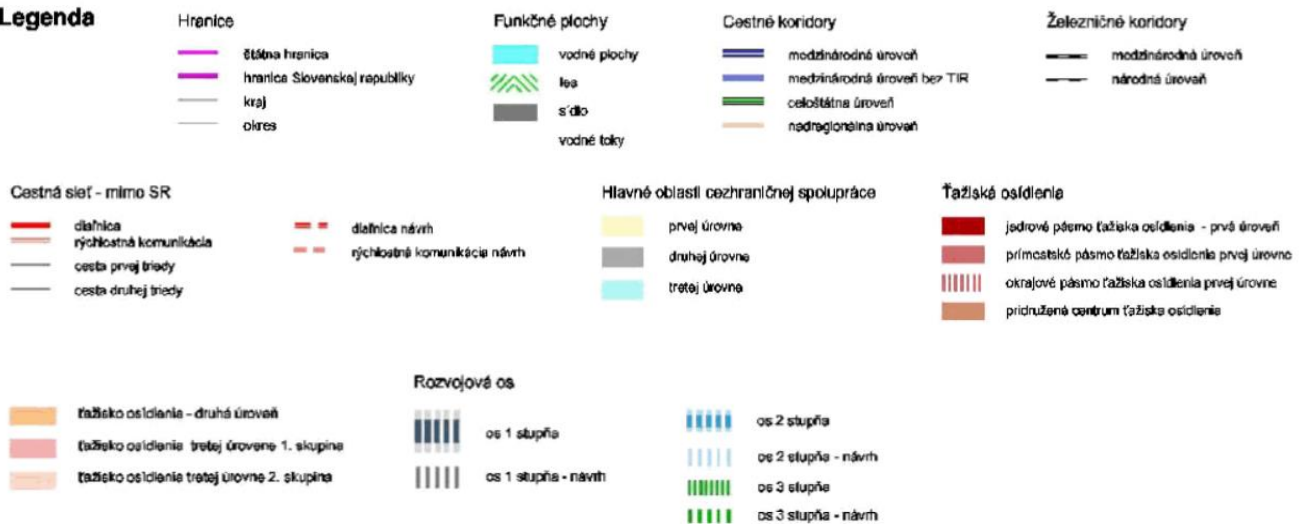 Legenda
Hranice
štátna hranica
hranica Slovenskej republiky
kraj
okres
Funkčné plochy
vodné plochy
les
sídlo
vodné toky
Cestné koridory
medzinárodná úroveň
medzinárodná úroveň bez TIR
celoštátna úroveň
nadregionálna úroveň
Železničné koridory
medzinárodná úroveň
národná úroveň
Cestná sieť - mimo SR
diaľnica
rýchlostná komunikácia
cesta prvej triedy
cesta druhej triedy
diaľnica návrh
rýchlostná komunikácia návrh
Hlavné oblasti cezhraničnej spolupráce
prvej úrovne
druhej úrovne
tretej úrovne
Ťažiská osídlenia
jadrové pásmo ťažiska osídlenia - prvá úroveň
prímestské pásmo ťažiska osídlenia prvej úrovne
okrajové pásmo ťažiska osídlenia prvej úrovne
pridružené centrum ťažiska osídlenia
ťažisko osídlenia - druhá úroveň
ťažisko osídlenia tretej úrovene 1. skupina
ťažisko osídlenia tretej úrovne 2. skupina
Rozvojová os
os 1 stupňa
os 1 stupňa - návrh
os 2 stupňa
os 2 stupňa - návrh
os 3 stupňa
os 3 stupňa - návrh